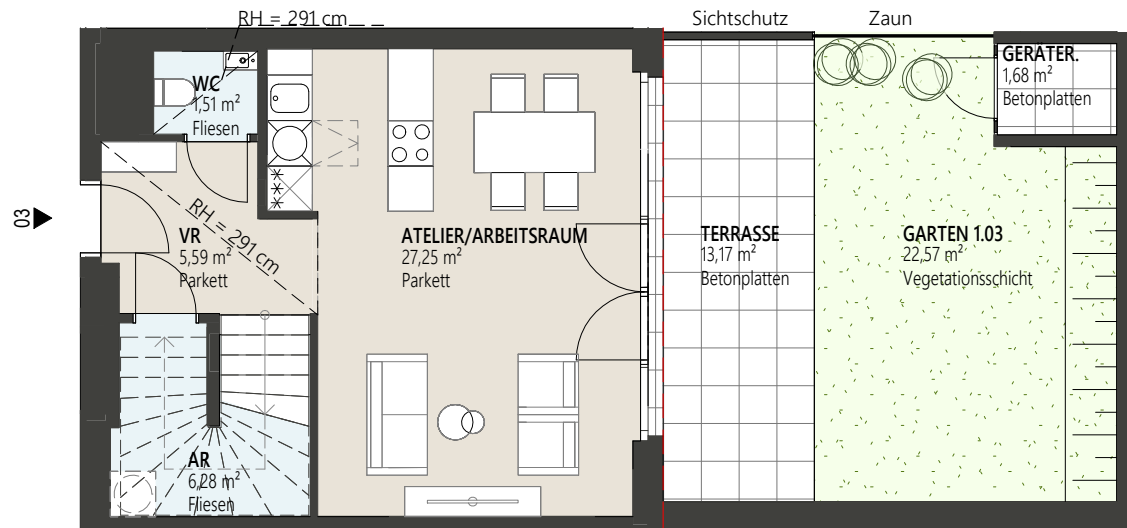 RH = 291 cm
Sichtschutz
Zaun
WC
1,51 m²
Fliesen
GERÄTER.
1,68 m²
Betonplatten
03
RH = 291 cm
VR
5,59 m²
Parkett
ATELIER/ARBEITSRAUM
27,25 m²
Parkett
TERRASSE
13,17 m²
Betonplatten
GARTEN 1.03
22,57 m²
Vegetationsschicht
AR
6,28 m²
Fliesen